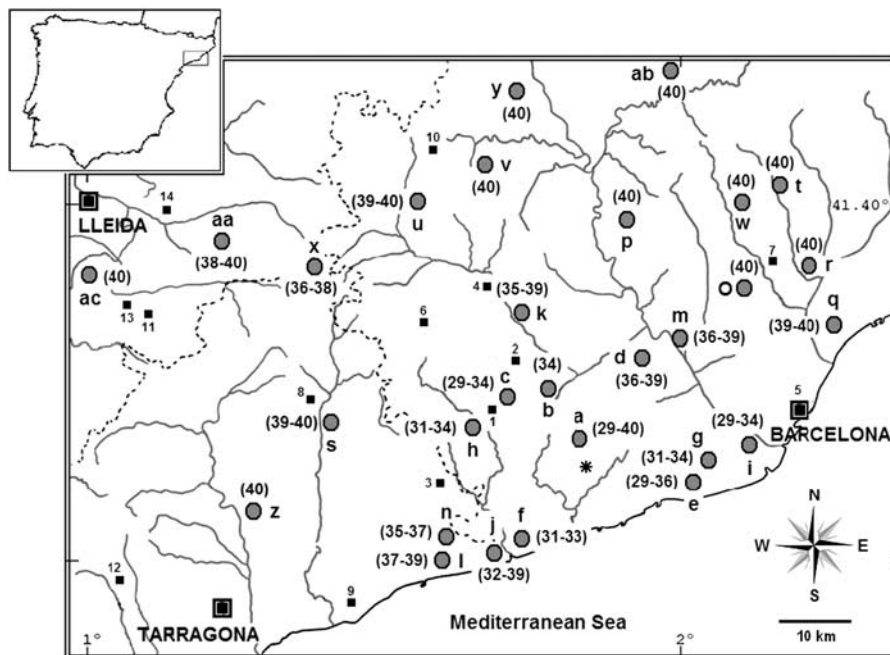 ab
y
(40)
(40)
10
v
(40)
(40)
t
14
(39-40)
u
(40)
(40)
w
41.40°
LLEIDA
aa
p
x
7
(40)
r
(38-40)
(40)
ac
(36-38)
4
(35-39)
(40)
o
q
13
11
6
k
m
(39-40)
2
(34)
d
(36-39)
(29-34)
c
(36-39)
8
b
5
(39-40)
1
a
(29-34)
BARCELONA
s
(31-34)
h
(29-40)
g
(31-34)
i
*
3
(29-36)
e
(40)
z
n
j
f
N
(35-37)
(31-33)
W
E
(37-39)
l
(32-39)
12
9
S
TARRAGONA
Mediterranean Sea
10 km
1°
2°